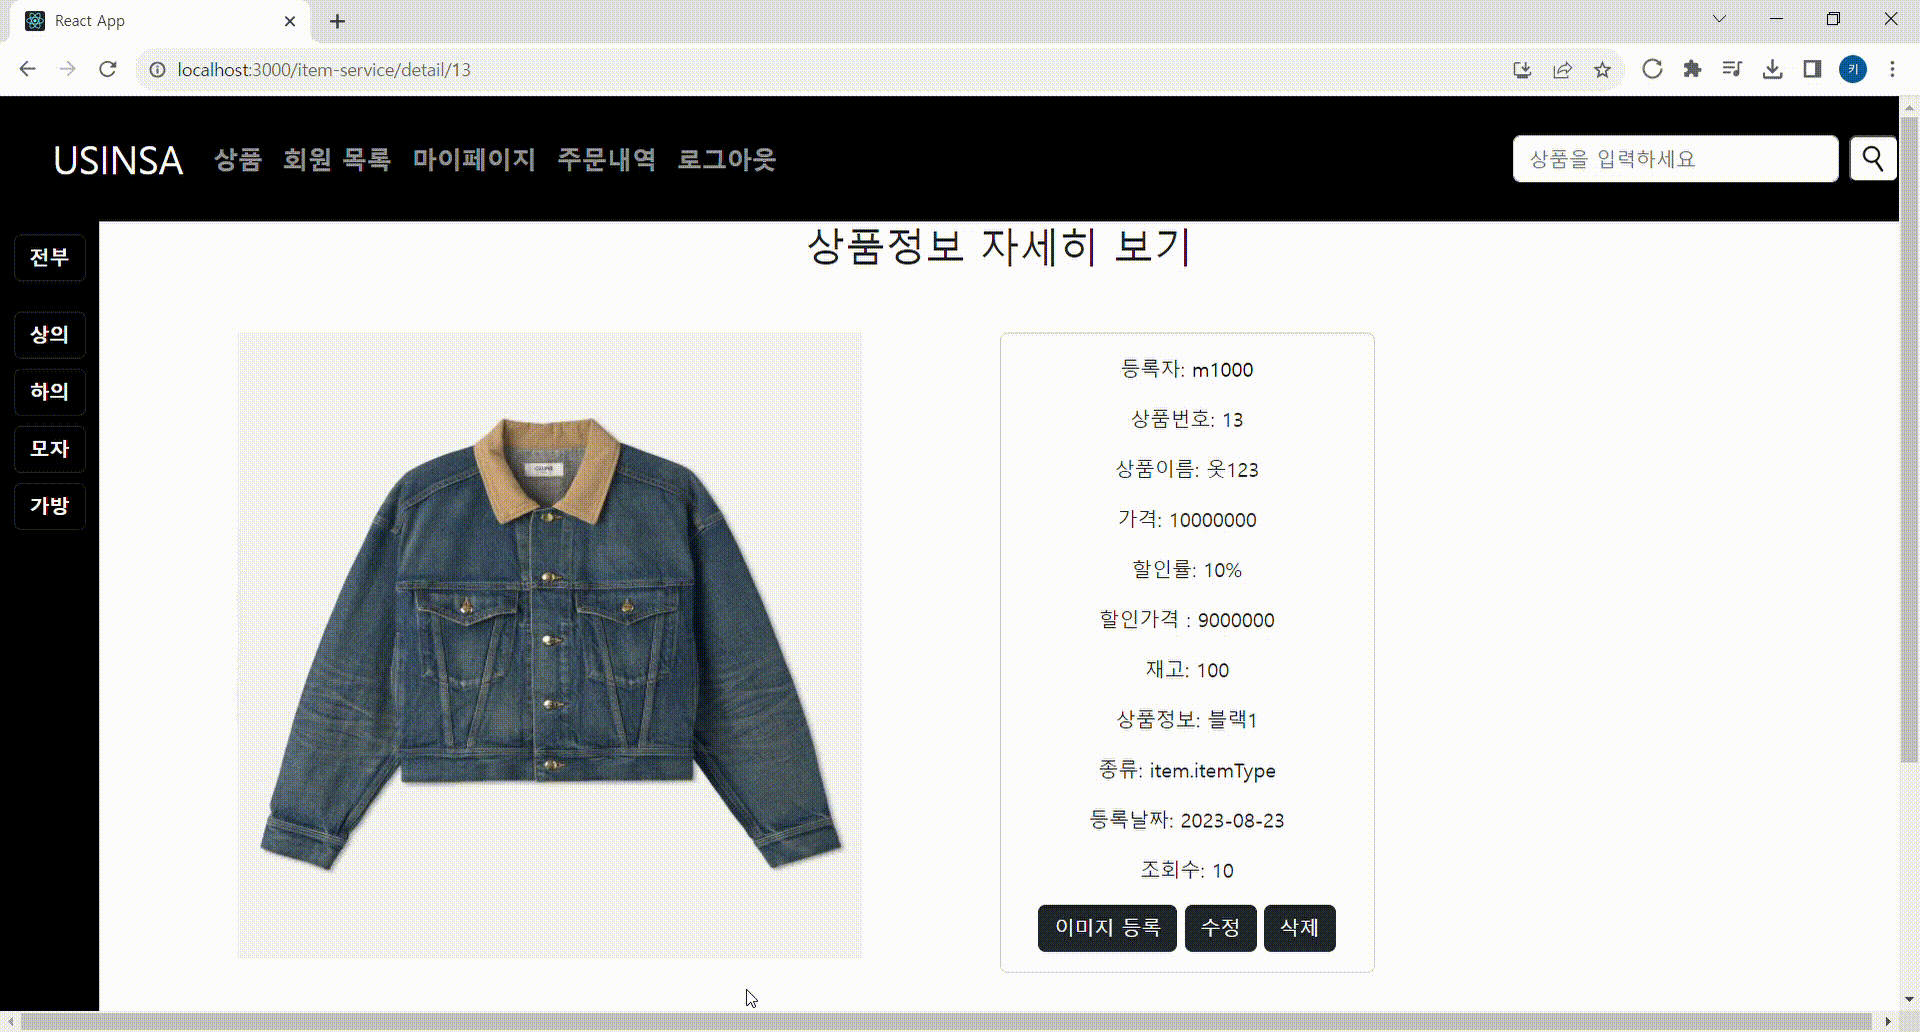 React App
localhost:3000/item-service/detail/13
키
USINSA 상품 회원 목록 마이페이지 주문내역 로그아웃
상품을 입력하세요
전부
상의
하의
모자
가방
상품정보 자세히 보기
등록자: m1000
상품번호: 13
상품이름: 옷123
가격: 10000000
할인률: 10%
할인가격 : 9000000
재고: 100
상품정보: 블랙1
종류: item.itemType
등록날짜: 2023-08-23
조회수: 10
이미지 등록 수정 삭제